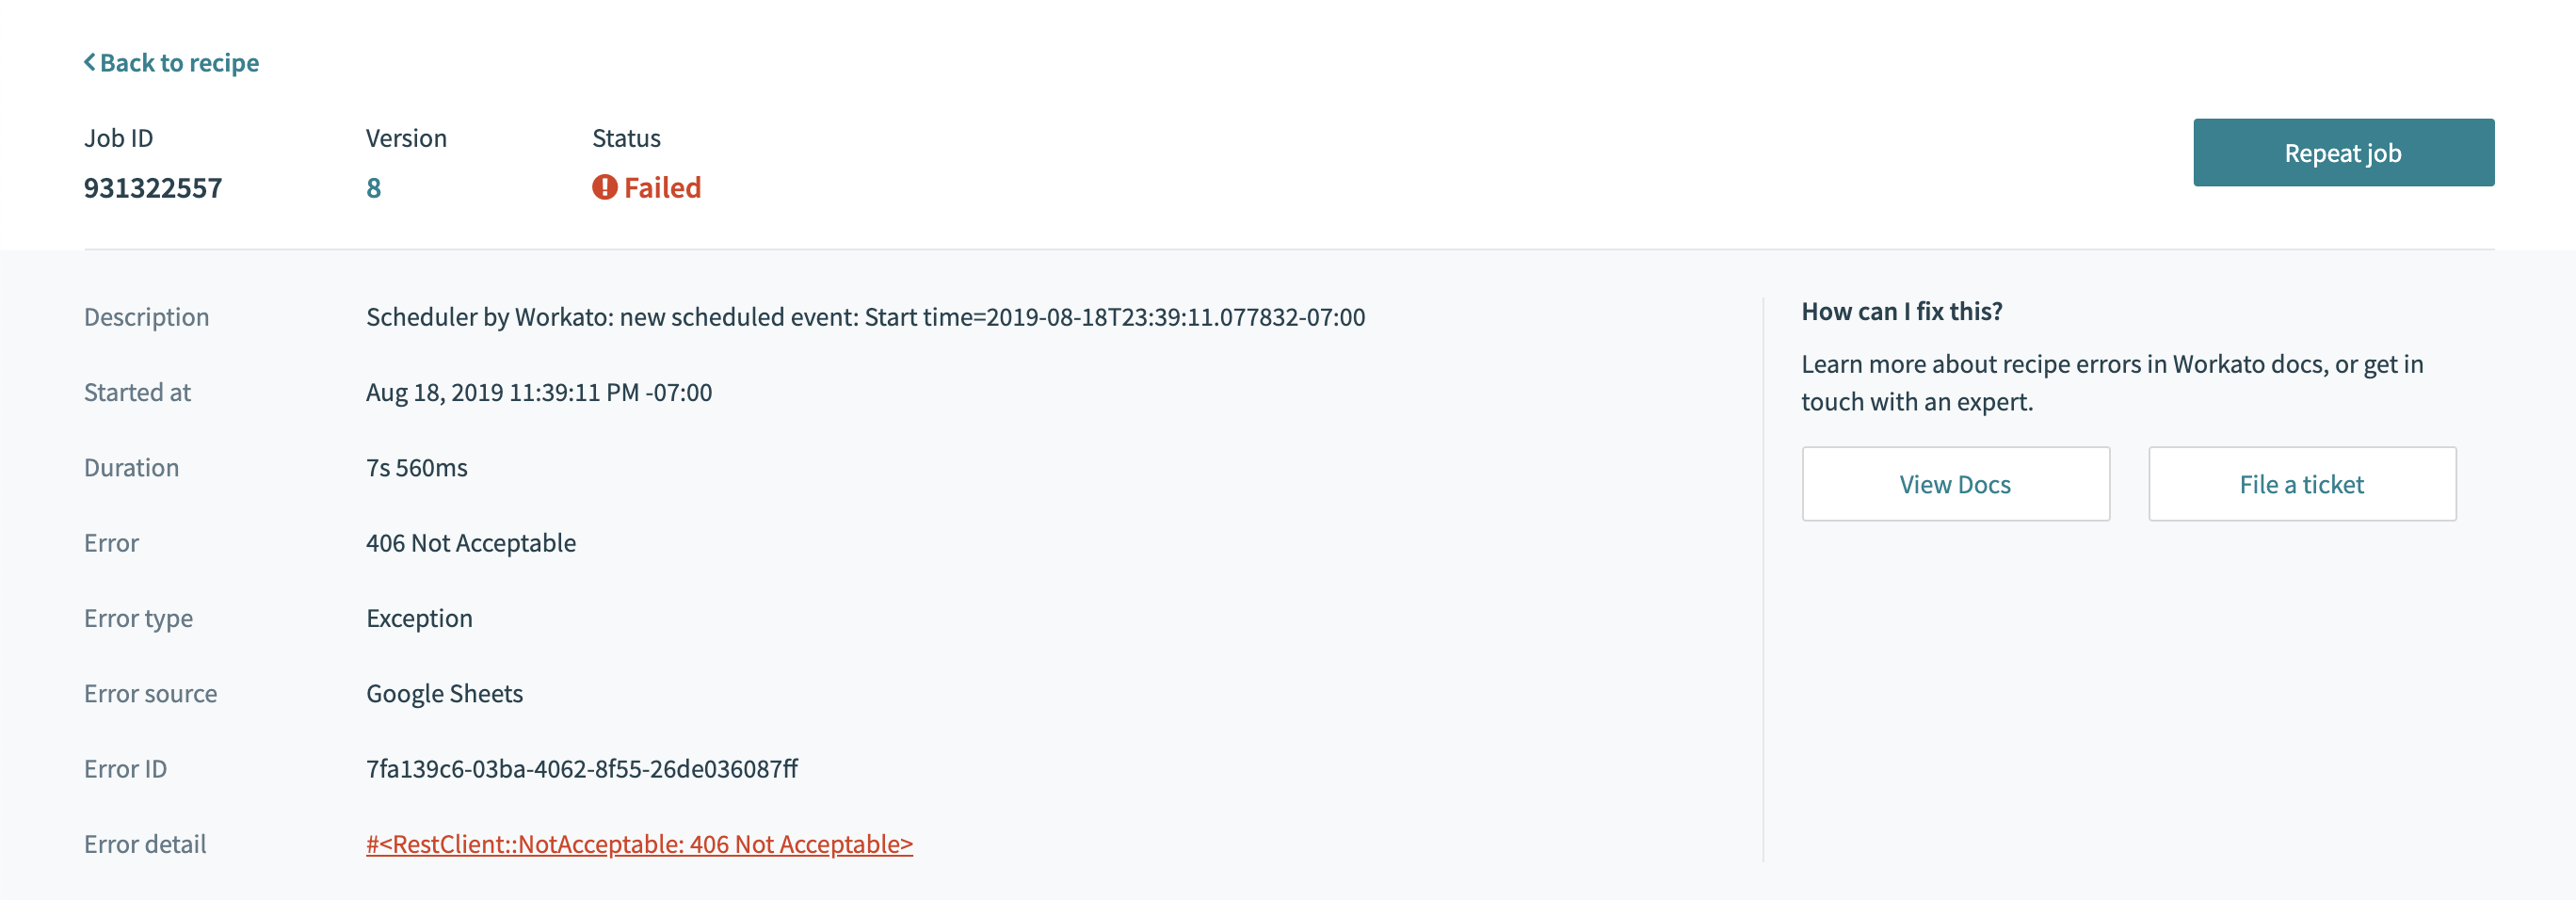 Back to recipe
Job ID
931322557
Version
8
Status
Failed
Repeat job
Description
Scheduler by Workato: new scheduled event: Start time=2019-08-18T23:39:11.077832-07:00
Started at
Aug 18, 2019 11:39:11 PM -07:00
Duration
7s 560ms
Error
406 Not Acceptable
Error type
Exception
Error source
Google Sheets
Error ID
7fa139c6-03ba-4062-8f55-26de036087ff
Error detail
#<RestClient::NotAcceptable: 406 Not Acceptable>
How can I fix this?
Learn more about recipe errors in Workato docs, or get in
touch with an expert.
View Docs
File a ticket